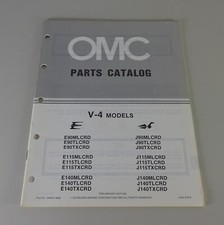 OMC
PARTS CATALOG
V-4 MODELS
E
E90MLCRD J90MLCRD
E90TLCRD J90TLCRD
E90TXCRD J90TXCRD
E115MLCRD J115MLCRD
E115TLCRD J115TLCRD
E115TXCRD J115TXCRD
E140MLCRD J140MLCRD
E140TLCRD J140TLCRD
E140TXCRD J140TXCRD